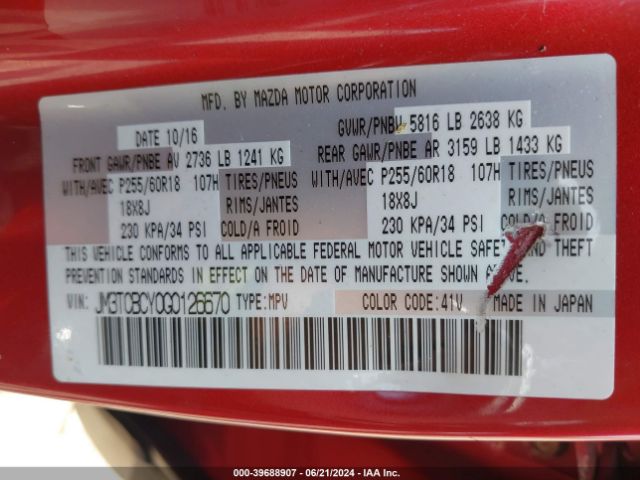 MFD. BY MAZDA MOTOR CORPORATION
DATE 10/16 GVWR/PNBV 5816 LB 2638 KG
FRONT GAWR/PNBE AV 2736 LB 1241 KG REAR GAWR/PNBE AR 3159 LB 1433 KG
WITH/AVEC P255/60R18 107H TIRES/PNEUS WITH/AVEC P255/60R18 107H TIRES/PNEUS
18X8J RIMS/JANTES 18X8J RIMS/JANTES
230 KPA/34 PSI COLD/A FROID 230 KPA/34 PSI COLD/A FROID
THIS VEHICLE CONFORMS TO ALL APPLICABLE FEDERAL MOTOR VEHICLE SAFETY AND THEFT
PREVENTION STANDARDS IN EFFECT ON THE DATE OF MANUFACTURE SHOWN ABOVE.
VIN: TYPE:MPV COLOR CODE:41V MADE IN JAPAN
000-39688907 - 06/21/2024 - IAA Inc.